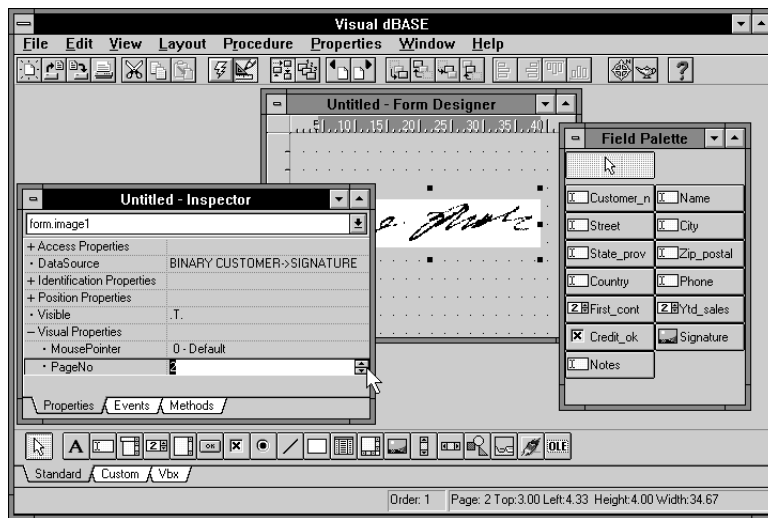 Visual dBASE
File Edit View Layout Procedure Properties Window Help
Untitled - Form Designer
10 15 20 25 30 35 40
Field Palette
Customer_n Name
Street City
State_prov Zip_postal
Country Phone
First_cont Ytd_sales
Credit_ok Signature
Notes
Untitled - Inspector
form.image1
+ Access Properties
· DataSource BINARY CUSTOMER->SIGNATURE
+ Identification Properties
+ Position Properties
· Visible .T.
– Visual Properties
· MousePointer 0 - Default
· PageNo 2
Properties Events Methods
A OK OLE
Standard Custom Vbx
Order: 1 Page: 2 Top:3.00 Left:4.33 Height:4.00 Width:34.67